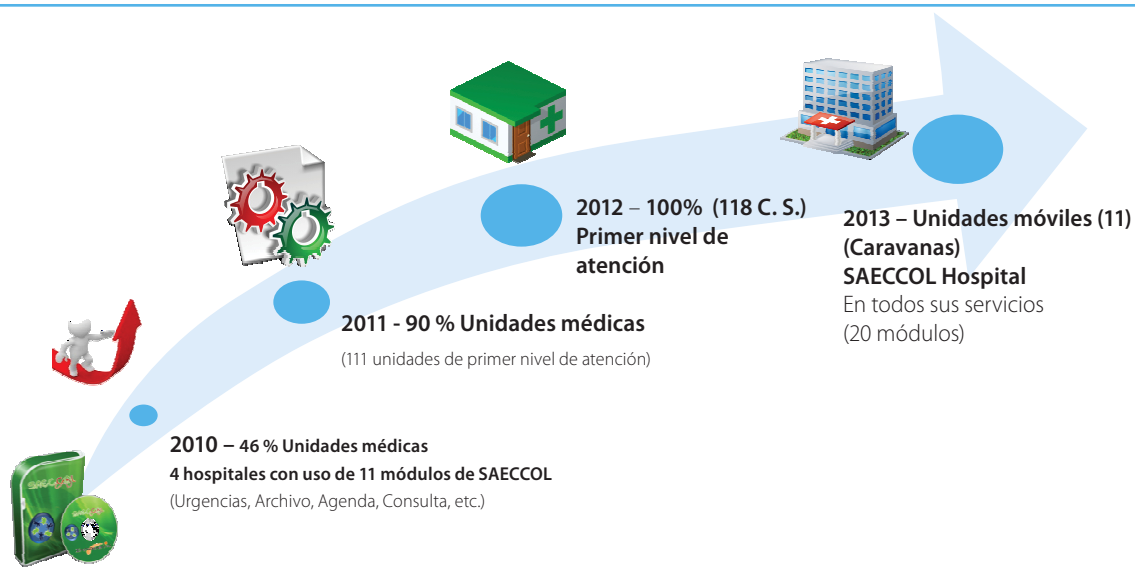 2010 – 46 % Unidades médicas
4 hospitales con uso de 11 módulos de SAECCOL
(Urgencias, Archivo, Agenda, Consulta, etc.)
2011 - 90 % Unidades médicas
(111 unidades de primer nivel de atención)
2012 – 100% (118 C. S.)
Primer nivel de
atención
2013 – Unidades móviles (11)
(Caravanas)
SAECCOL Hospital
En todos sus servicios
(20 módulos)